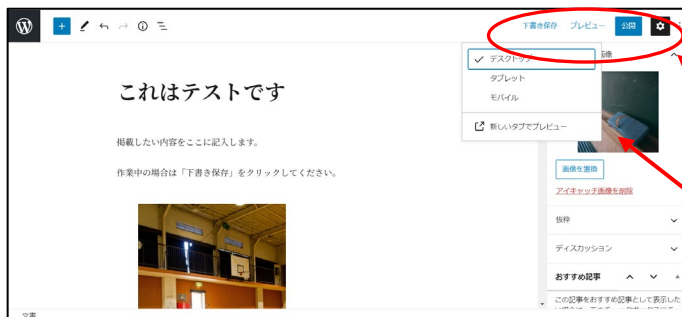 下書き保存 プレビュー 公開
デスクトップ
タブレット
モバイル
新しいタブでプレビュー
画像
これはテストです
掲載したい内容をここに記入します。
作業中の場合は「下書き保存」をクリックしてください。
画像を置換
アイキャッチ画像を削除
抜粋
ディスカッション
おすすめ記事
この記事をおすすめ記事として表示した
文書